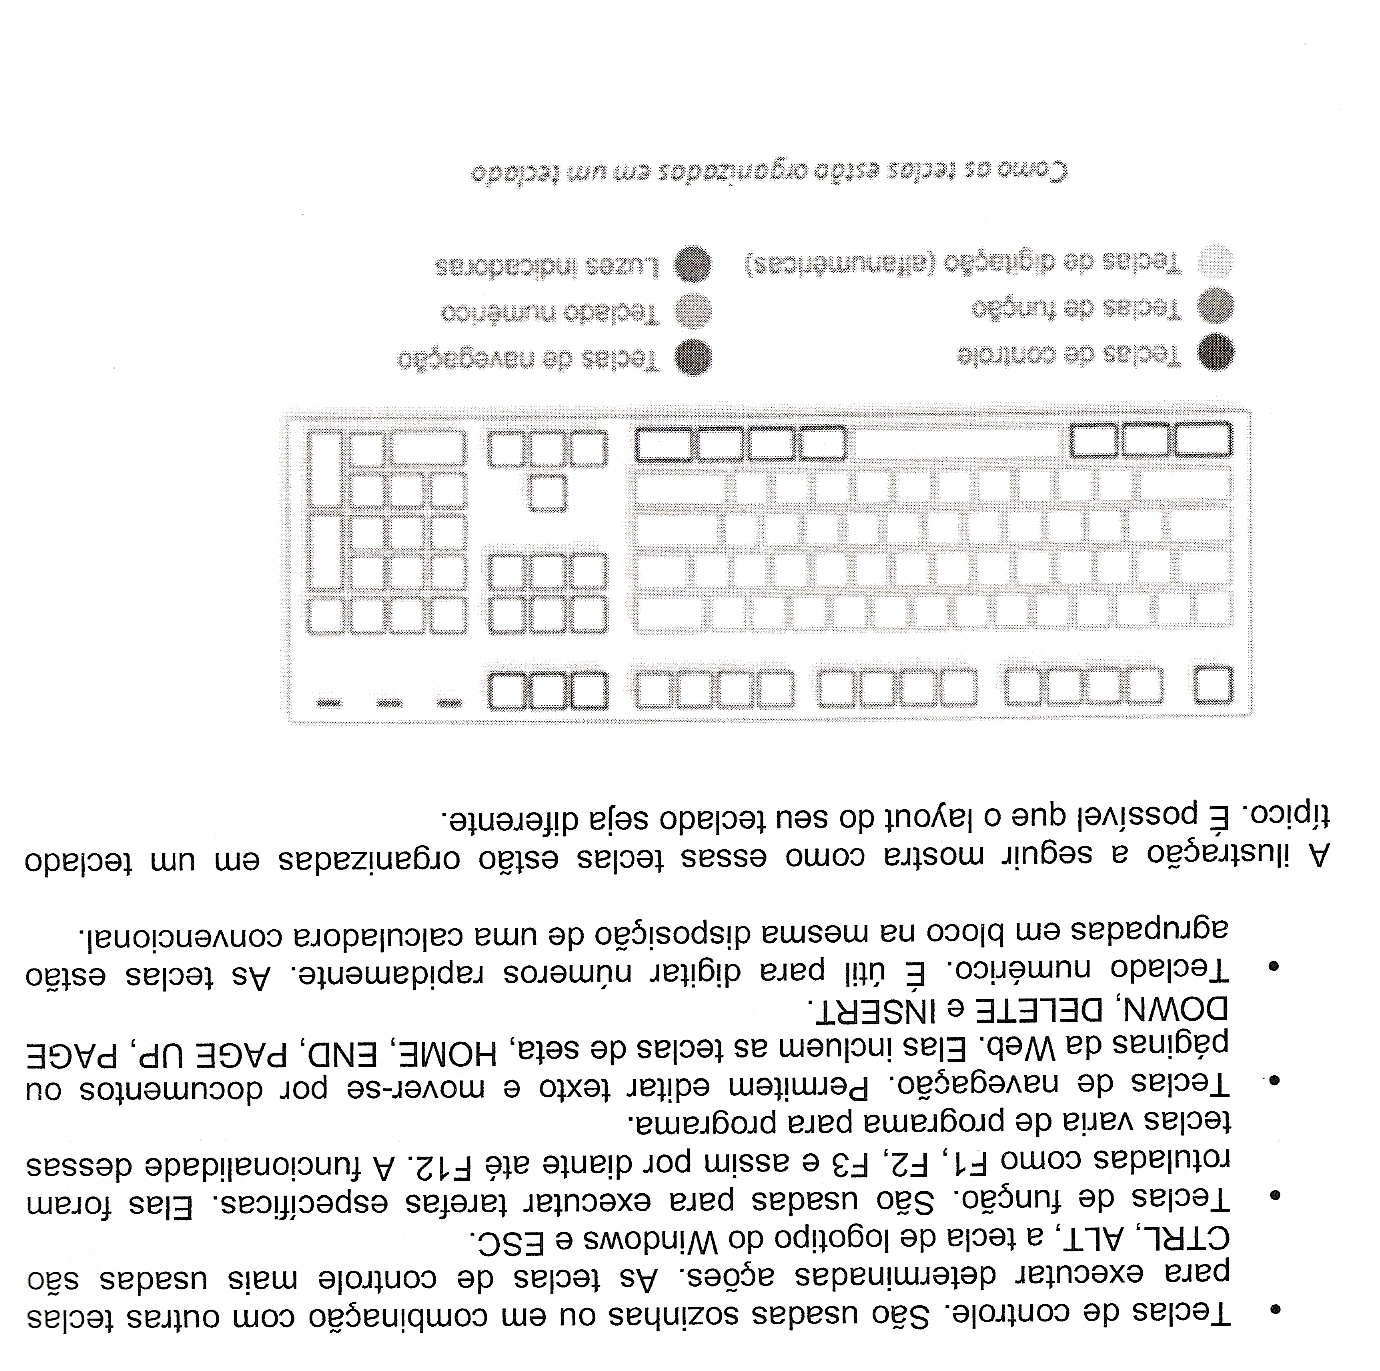 • Teclas de controle. São usadas sozinhas ou em combinação com outras teclas
para executar determinadas ações. As teclas de controle mais usadas são
CTRL, ALT, a tecla de logotipo do Windows e ESC.
• Teclas de função. São usadas para executar tarefas específicas. Elas foram
rotuladas como F1, F2, F3 e assim por diante até F12. A funcionalidade dessas
teclas varia de programa para programa.
• Teclas de navegação. Permitem editar texto e mover-se por documentos ou
páginas da Web. Elas incluem as teclas de seta, HOME, END, PAGE UP, PAGE
DOWN, DELETE e INSERT.
• Teclado numérico. É útil para digitar números rapidamente. As teclas estão
agrupadas em bloco na mesma disposição de uma calculadora convencional.
A ilustração a seguir mostra como essas teclas estão organizadas em um teclado
típico. É possível que o layout do seu teclado seja diferente.
Teclas de controle
Teclas de navegação
Teclas de função
Teclado numérico
Teclas de digitação (alfanuméricas)
Luzes indicadoras
Como as teclas estão organizadas em um teclado